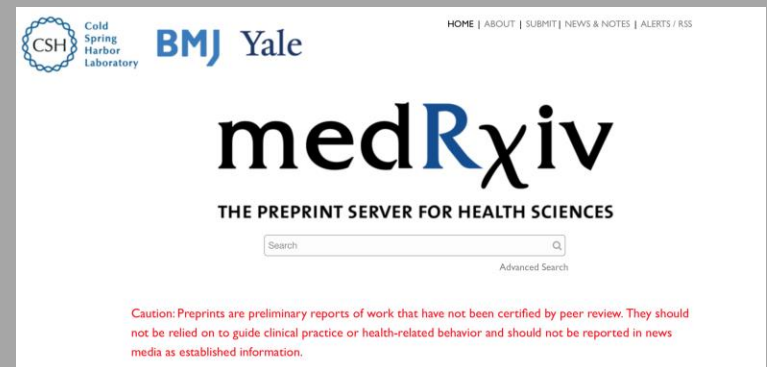 CSH
Cold
Spring
Harbor
Laboratory
BMJ
Yale
HOME | ABOUT | SUBMIT | NEWS & NOTES | ALERTS / RSS
medRχiv
THE PREPRINT SERVER FOR HEALTH SCIENCES
Search
Advanced Search
Caution: Preprints are preliminary reports of work that have not been certified by peer review. They should
not be relied on to guide clinical practice or health-related behavior and should not be reported in news
media as established information.